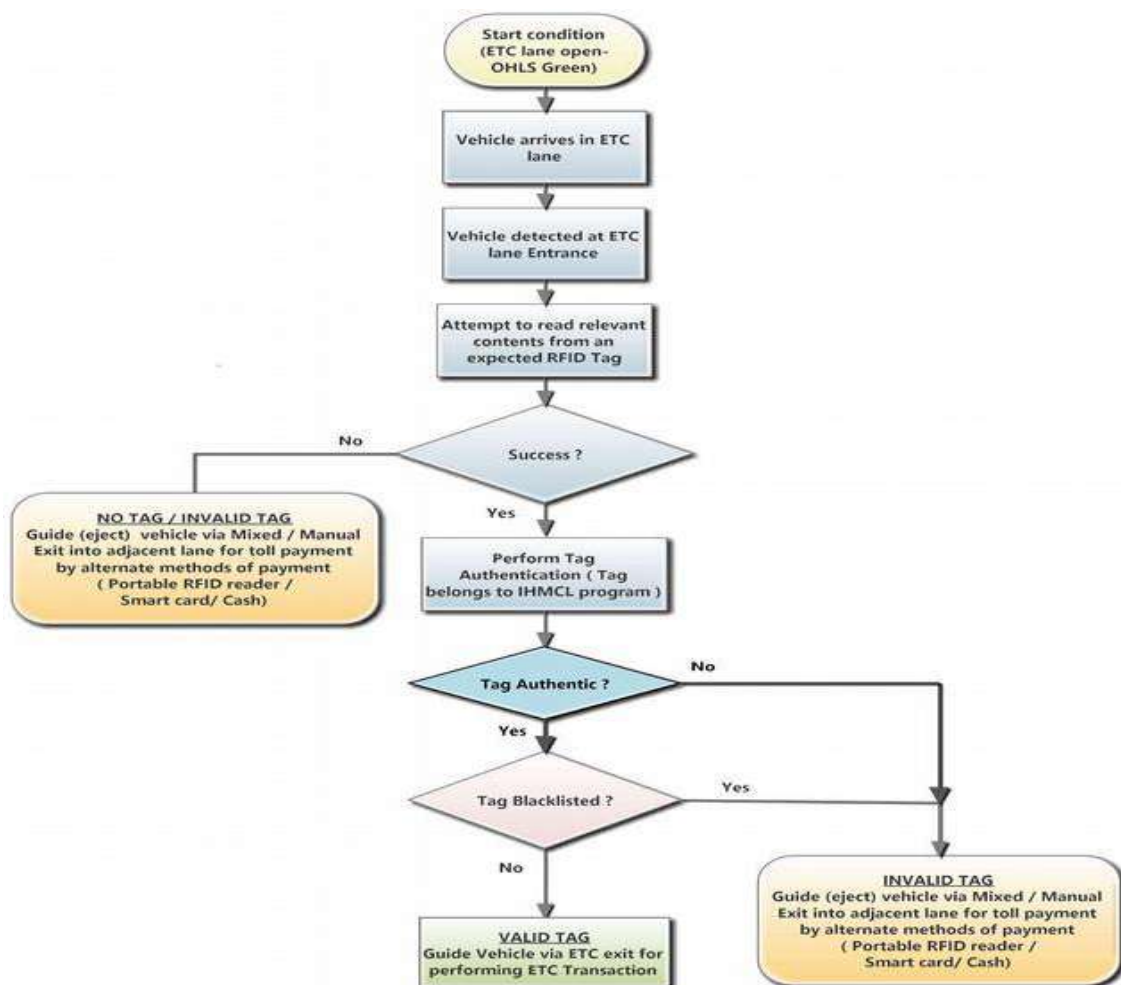 Start condition
(ETC lane open-
OHLS Green)
Vehicle arrives in ETC
lane
Vehicle detected at ETC
lane Entrance
Attempt to read relevant
contents from an
expected RFID Tag
No
Success ?
Yes
NO TAG / INVALID TAG
Guide (eject) vehicle via Mixed / Manual
Exit into adjacent lane for toll payment
by alternate methods of payment
( Portable RFID reader /
Smart card/ Cash)
Perform Tag
Authentication ( Tag
belongs to IHMCL program )
Tag Authentic ?
No
Yes
Tag Blacklisted ?
Yes
No
INVALID TAG
Guide (eject) vehicle via Mixed / Manual
Exit into adjacent lane for toll payment
by alternate methods of payment
( Portable RFID reader /
Smart card/ Cash)
VALID TAG
Guide Vehicle via ETC exit for
performing ETC Transaction